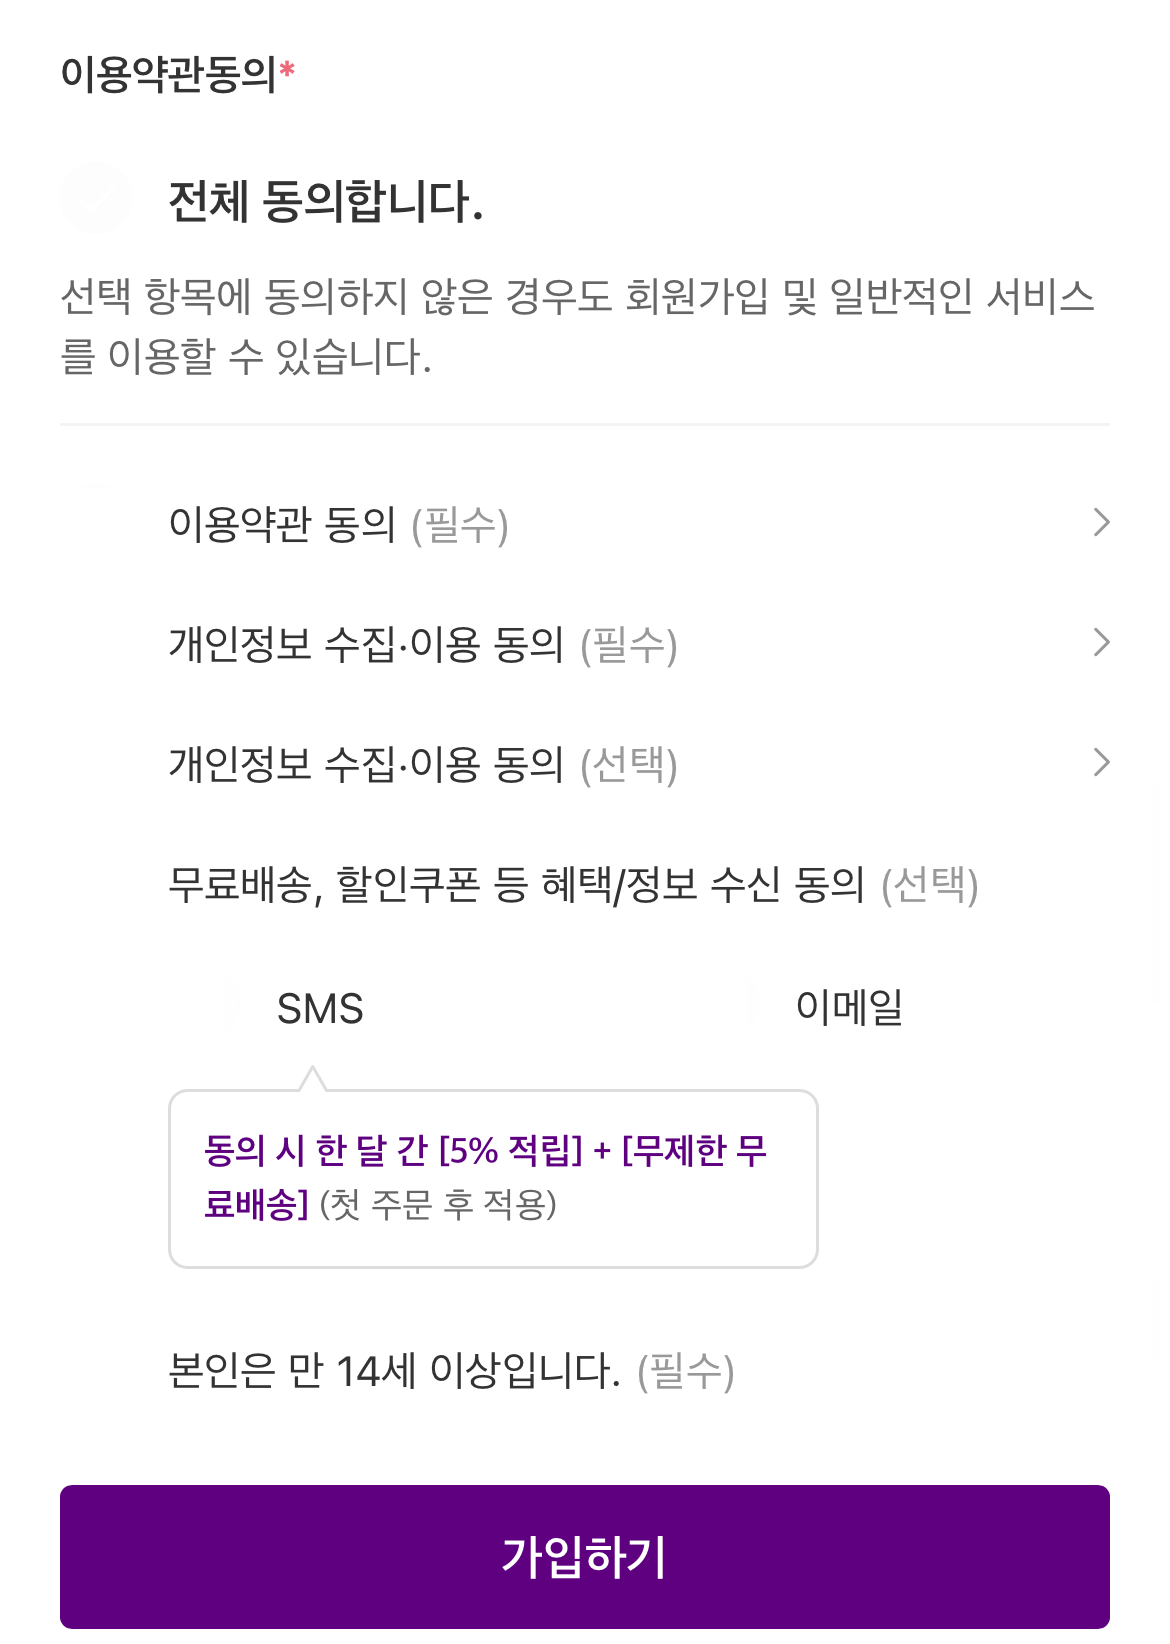 이용약관동의*
전체 동의합니다.
선택 항목에 동의하지 않은 경우도 회원가입 및 일반적인 서비스
를 이용할 수 있습니다.
이용약관 동의 (필수)
개인정보 수집·이용 동의 (필수)
개인정보 수집·이용 동의 (선택)
무료배송, 할인쿠폰 등 혜택/정보 수신 동의 (선택)
SMS 이메일
동의 시 한 달 간 [5% 적립] + [무제한 무
료배송] (첫 주문 후 적용)
본인은 만 14세 이상입니다. (필수)
가입하기